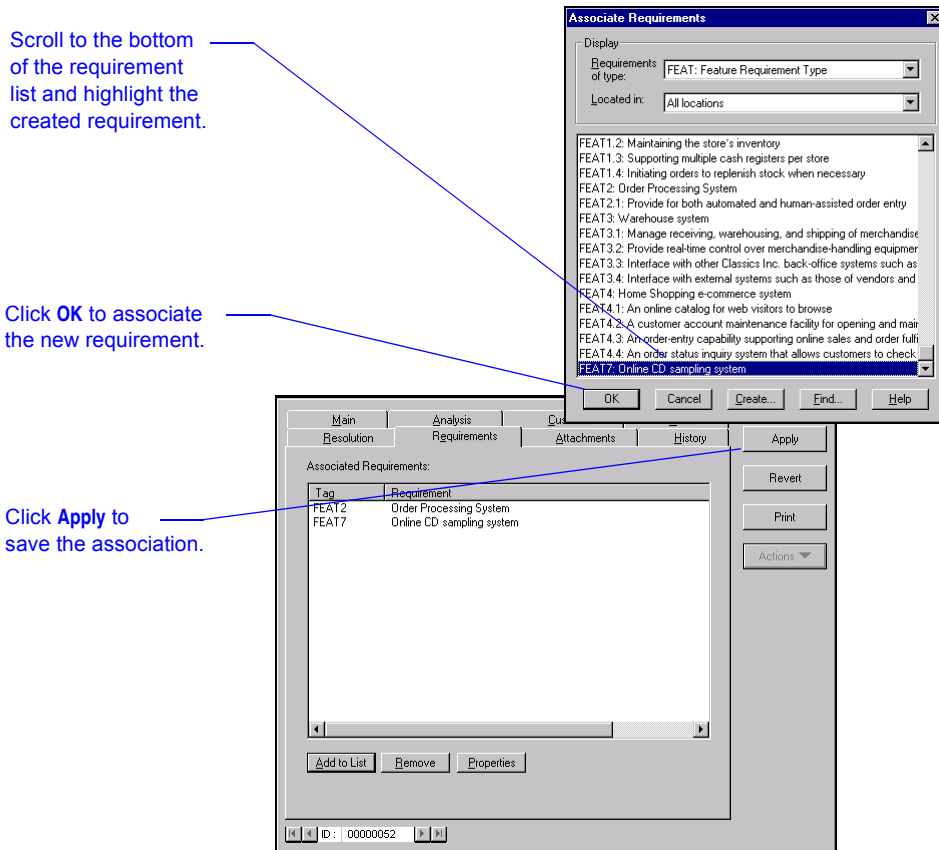 Scroll to the bottom
of the requirement
list and highlight the
created requirement.
Click OK to associate
the new requirement.
Click Apply to
save the association.
Associate Requirements
Display
Requirements
of type:
FEAT: Feature Requirement Type
Located in:
All locations
FEAT1.2: Maintaining the store's inventory
FEAT1.3: Supporting multiple cash registers per store
FEAT1.4: Initiating orders to replenish stock when necessary
FEAT2: Order Processing System
FEAT2.1: Provide for both automated and human-assisted order entry
FEAT3: Warehouse system
FEAT3.1: Manage receiving, warehousing, and shipping of merchandise
FEAT3.2: Provide real-time control over merchandise-handling equipmer
FEAT3.3: Interface with other Classics Inc. back-office systems such as
FEAT3.4: Interface with external systems such as those of vendors and
FEAT4: Home Shopping e-commerce system
FEAT4.1: An online catalog for web visitors to browse
FEAT4.2: A customer account maintenance facility for opening and mair
FEAT4.3: An order-entry capability supporting online sales and order fulfi
FEAT4.4: An order status inquiry system that allows customers to check
FEAT7: Online CD sampling system
OK Cancel Create... Find... Help
Main Analysis Cus
Resolution Requirements Attachments History
Associated Requirements:
Tag Requirement
FEAT2 Order Processing System
FEAT7 Online CD sampling system
Add to List Remove Properties
Apply
Revert
Print
Actions
ID : 00000052